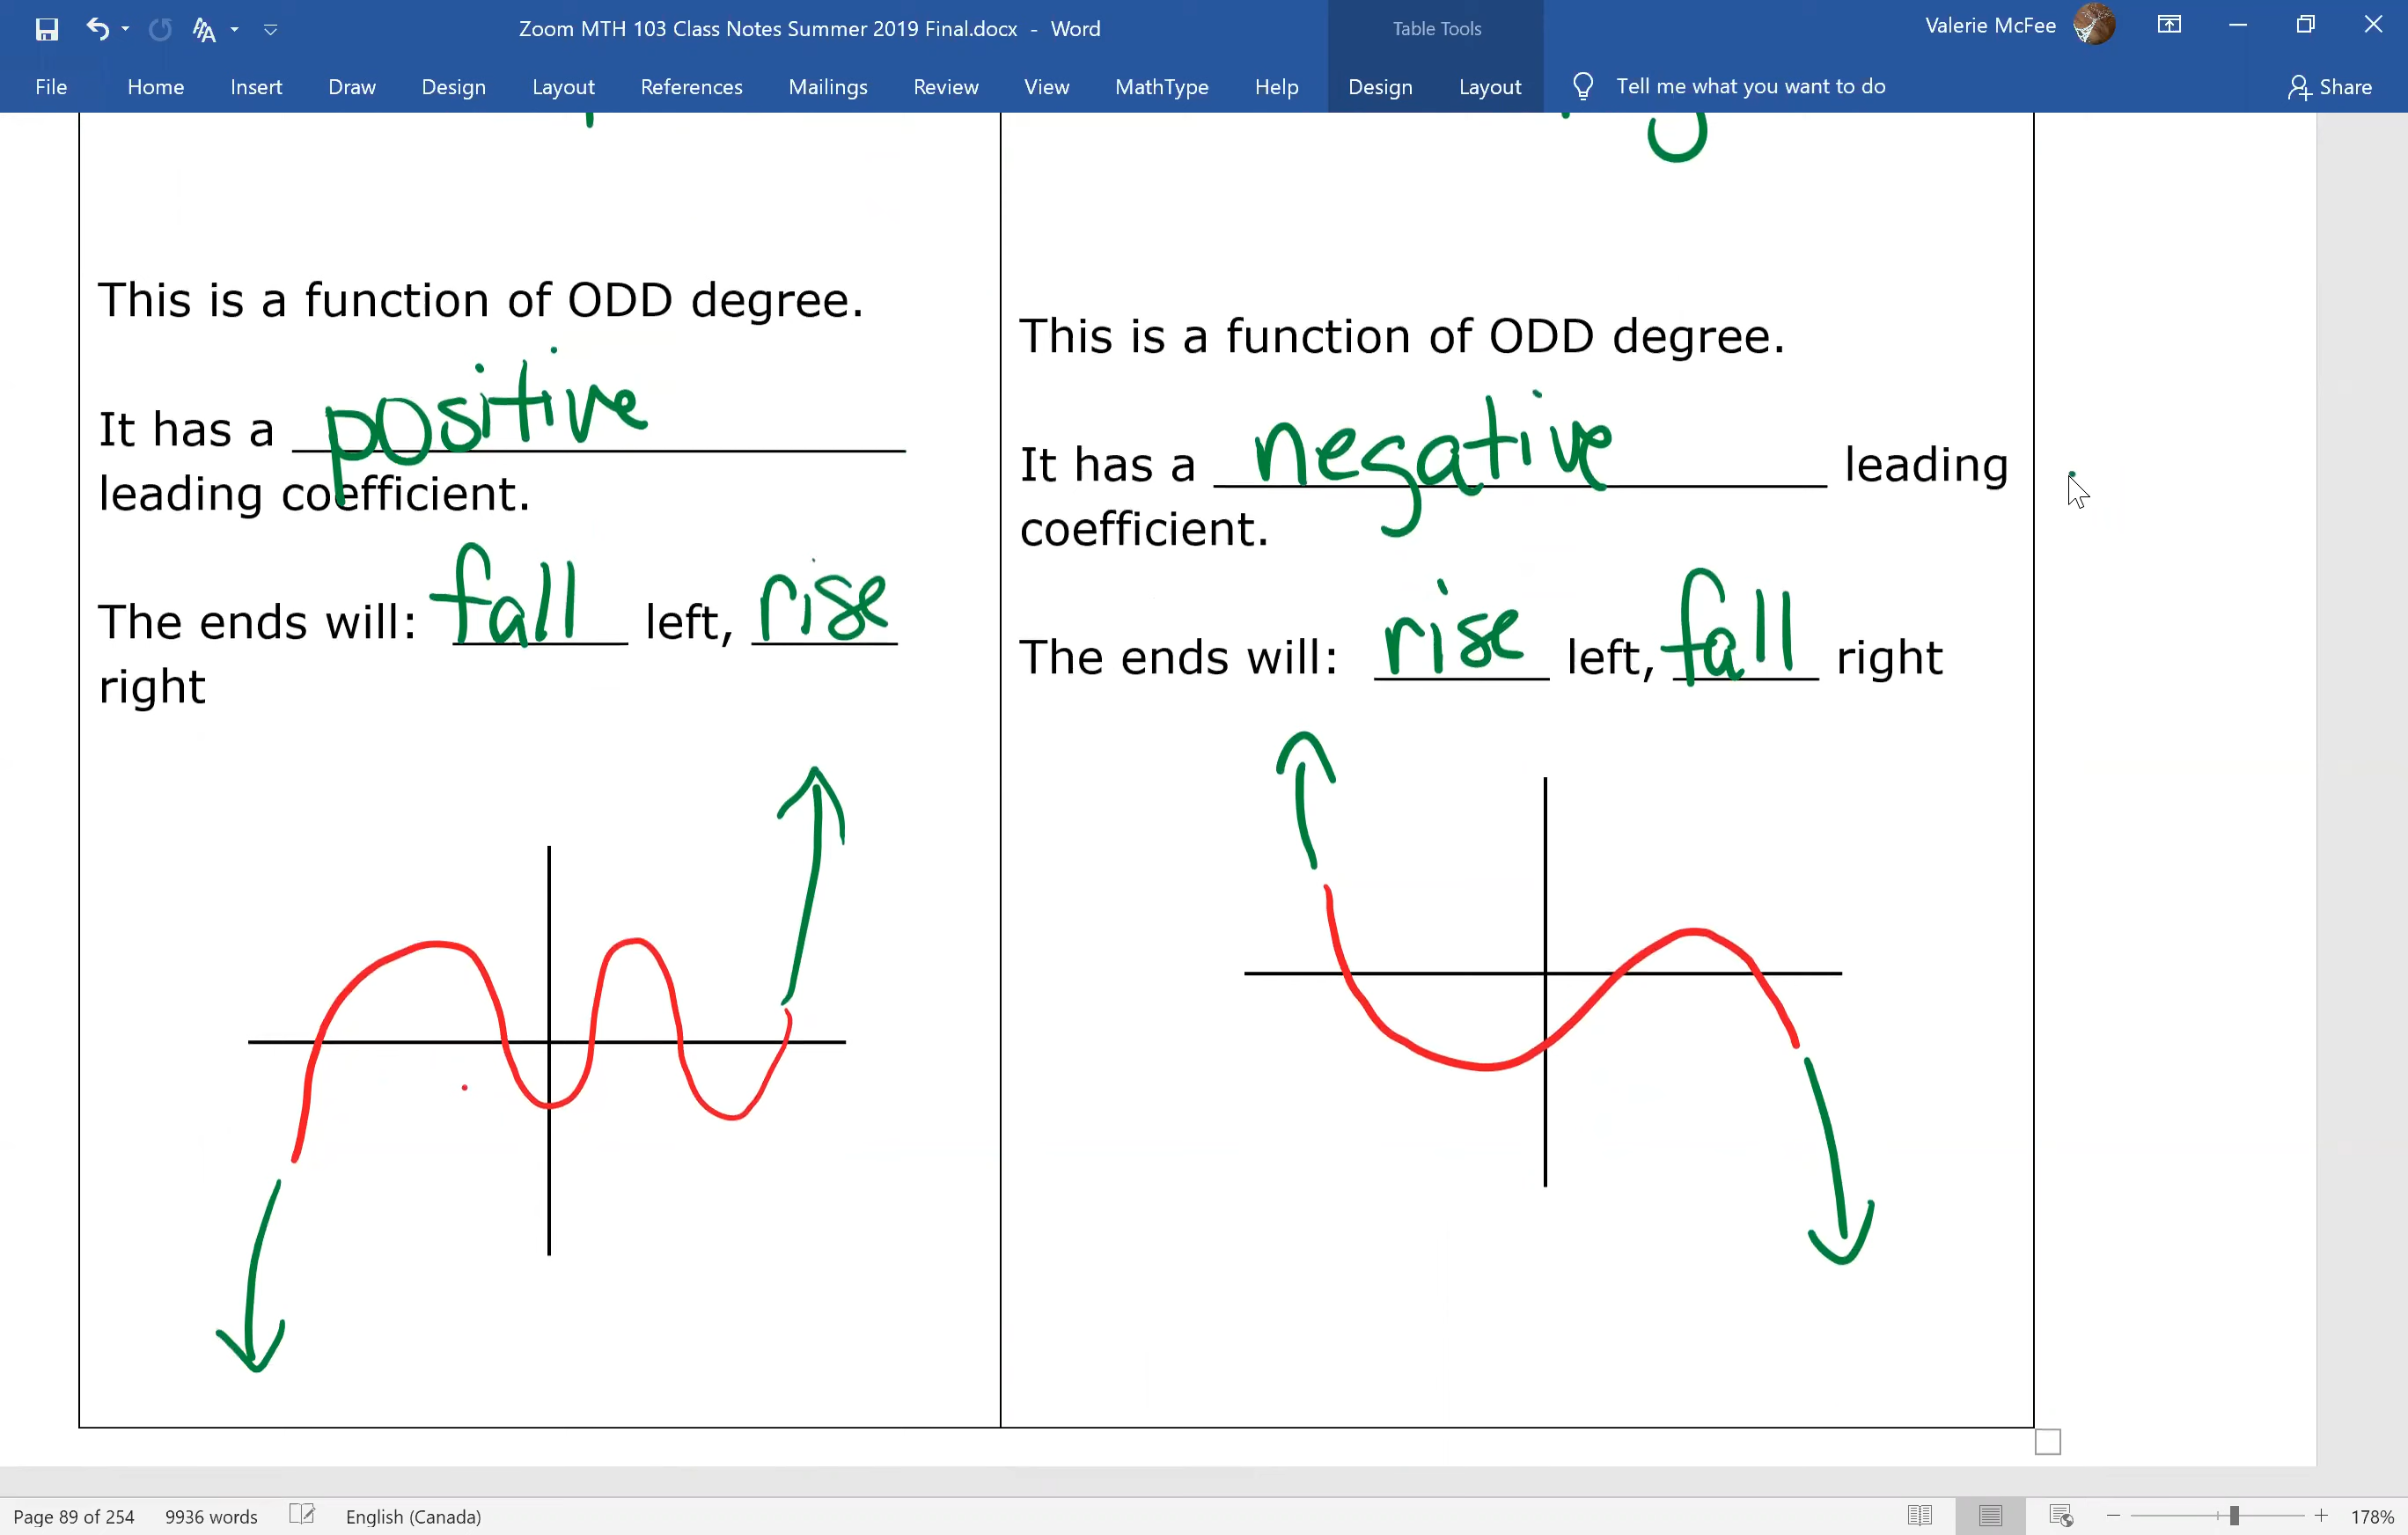 Zoom MTH 103 Class Notes Summer 2019 Final.docx - Word
Table Tools
Valerie McFee
File Home Insert Draw Design Layout References Mailings Review View MathType Help Design Layout Tell me what you want to do Share
This is a function of ODD degree.
It has a positive
leading coefficient.
The ends will: fall left, rise
right
This is a function of ODD degree.
It has a negative leading
coefficient.
The ends will: rise left, fall right
Page 89 of 254 9936 words English (Canada) 178%